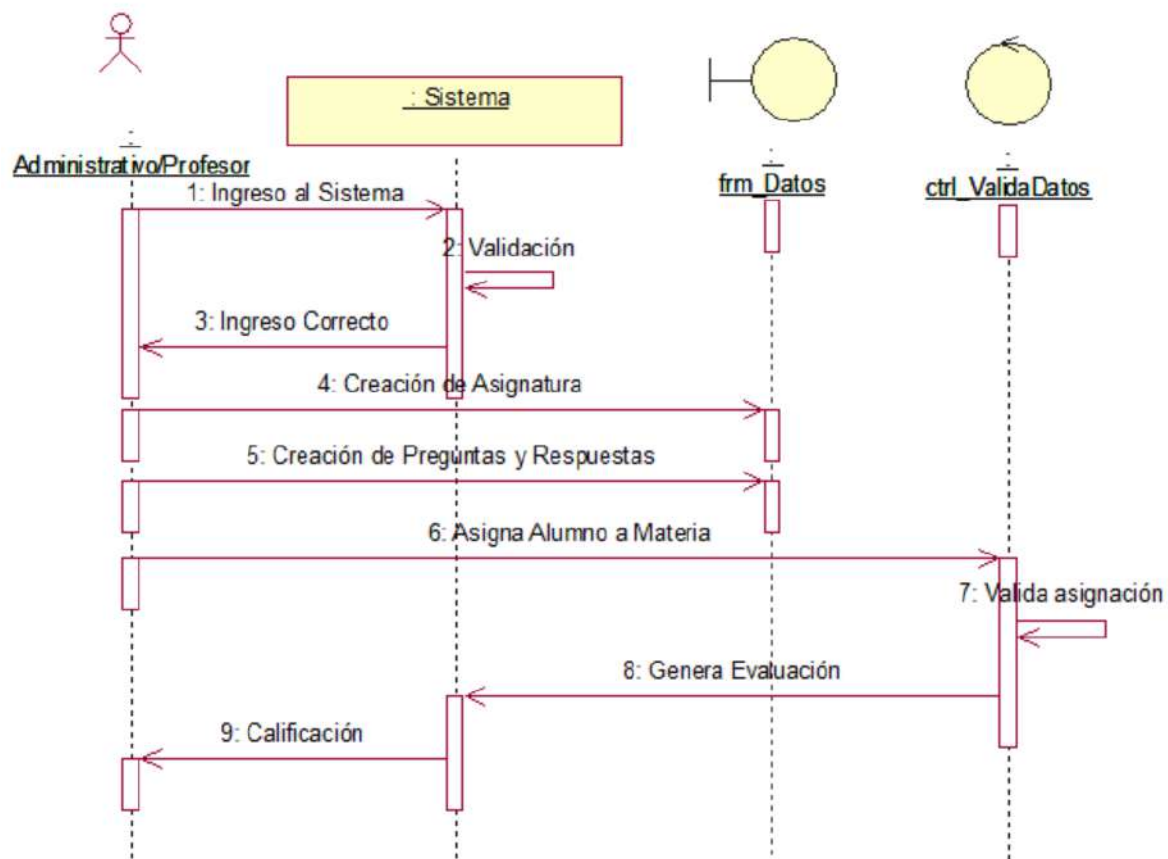 : Sistema
:
Administrativo/Profesor
:
frm_Datos
:
ctrl_ValidaDatos
1: Ingreso al Sistema
2: Validación
3: Ingreso Correcto
4: Creación de Asignatura
5: Creación de Preguntas y Respuestas
6: Asigna Alumno a Materia
7: Valida asignación
8: Genera Evaluación
9: Calificación